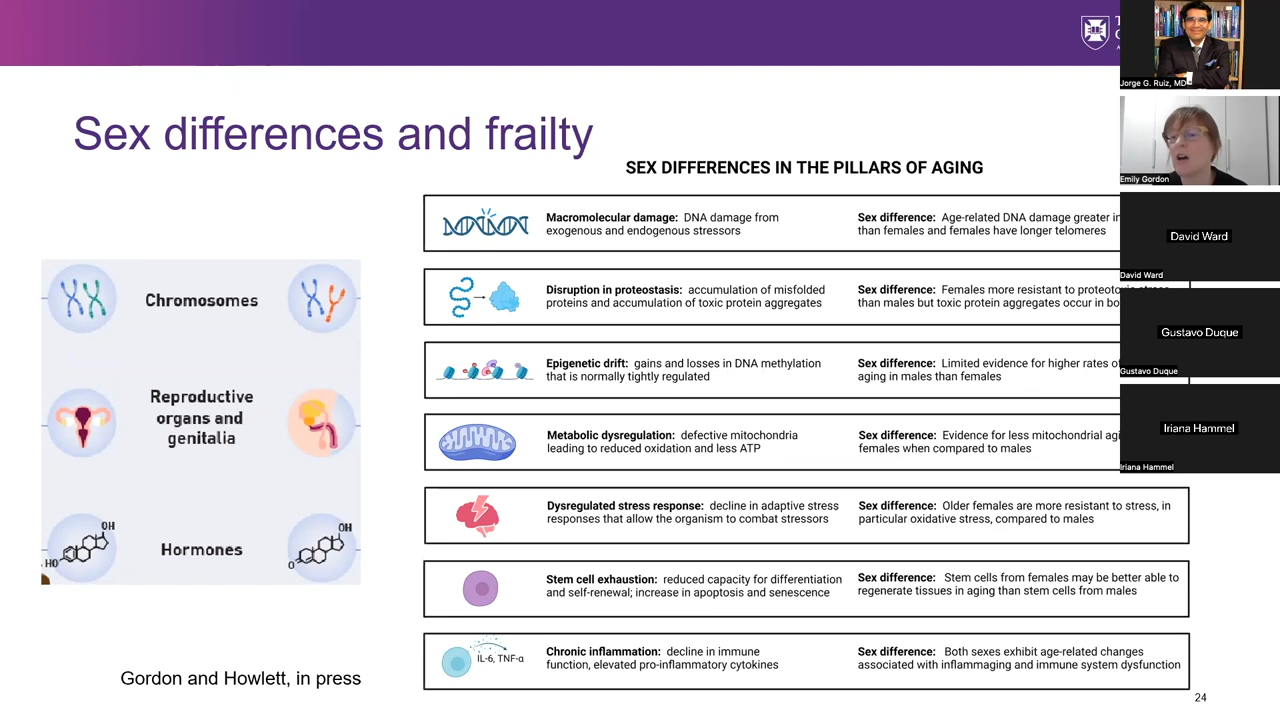 Sex differences and frailty
SEX DIFFERENCES IN THE PILLARS OF AGING
Chromosomes
Reproductive
organs and
genitalia
OH
HO
Hormones
OH
O
Gordon and Howlett, in press
Macromolecular damage: DNA damage from
exogenous and endogenous stressors
Sex difference: Age-related DNA damage greater in
than females and females have longer telomeres
Disruption in proteostasis: accumulation of misfolded
proteins and accumulation of toxic protein aggregates
Sex difference: Females more resistant to
than males but toxic protein aggregates occur in
Epigenetic drift: gains and losses in DNA methylation
that is normally tightly regulated
Sex difference: Limited evidence for higher rates of
aging in males than females
Metabolic dysregulation: defective mitochondria
leading to reduced oxidation and less ATP
Sex difference: Evidence for less mitochondrial
females when compared to males
Dysregulated stress response: decline in adaptive stress
responses that allow the organism to combat stressors
Sex difference: Older females are more resistant to stress, in
particular oxidative stress, compared to males
Stem cell exhaustion: reduced capacity for differentiation
and self-renewal; increase in apoptosis and senescence
Sex difference: Stem cells from females may be better able to
regenerate tissues in aging than stem cells from males
IL-6, TNF-α
Chronic inflammation: decline in immune
function, elevated pro-inflammatory cytokines
Sex difference: Both sexes exhibit age-related changes
associated with inflammaging and immune system dysfunction
24
Jorge G. Ruiz, MD
Emily Gordon
David Ward
David Ward
Gustavo Duque
Gustavo Duque
Iriana Hammel
Iriana Hammel